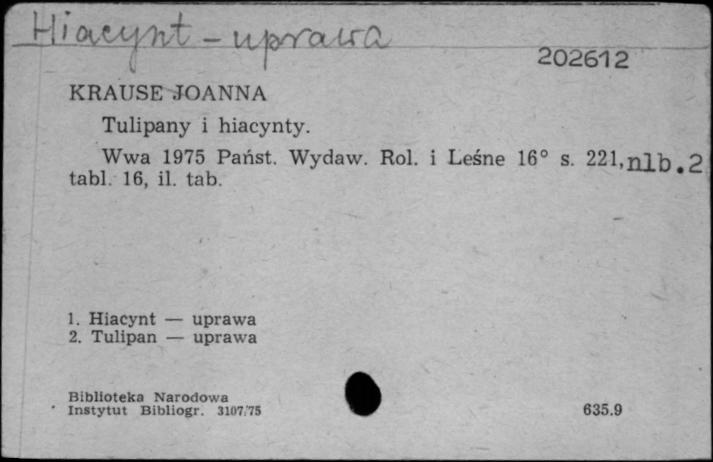 Hiacynt - uprawa
202612
KRAUSE JOANNA
Tulipany i hiacynty.
Wwa 1975 Państ. Wydaw. Rol. i Leśne 16° s. 221, nlb. 2
tabl. 16, il. tab.
1. Hiacynt — uprawa
2. Tulipan — uprawa
Biblioteka Narodowa
Instytut Bibliogr. 3107/75
635.9